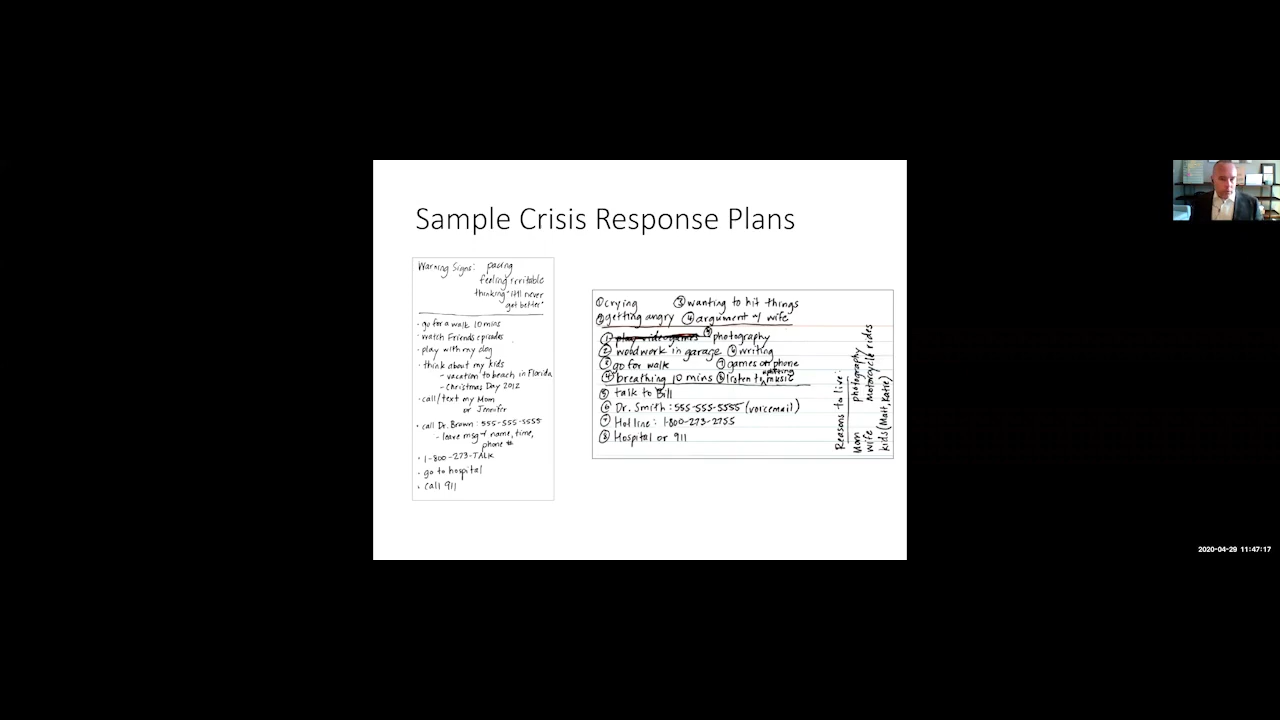 Sample Crisis Response Plans
Warning Signs: pacing
feeling irritable
thinking "it'll never
get better"
· go for a walk 10 mins
· watch Friends episodes
· play with my dog
· think about my kids
- vacation to beach in Florida
- Christmas Day 2012
· call/text my Mom
or Jennifer
· call Dr. Brown: 555-555-5555
- leave msg w/ name, time,
phone #
· 1-800-273-TALK
· go to hospital
· call 911
① crying ③ wanting to hit things
② getting angry ④ argument w/ wife
① play videogames photography
② woodwork in garage writing
③ go for walk ⑦ games on phone
④ breathing 10 mins ⑧ listen to uplifting music
⑤ talk to Bill
⑥ Dr. Smith: 555-555-5555 (voicemail)
⑦ Hotline: 1-800-273-2755
⑧ Hospital or 911
Reasons to live:
Mom photography
wife Motorcycle rides
kids (Matt, Katie)
2020-04-29 11:47:17